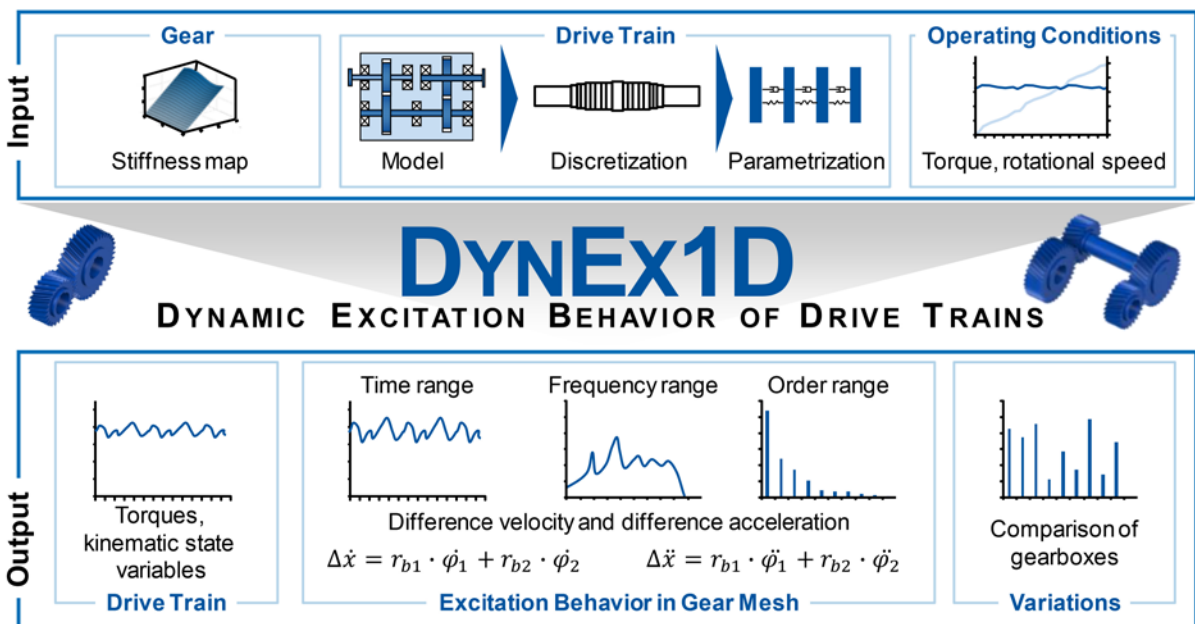 Input
Gear
Stiffness map
Drive Train
Model
Discretization
Parametrization
Operating Conditions
Torque, rotational speed
DYNEX1D
DYNAMIC EXCITATION BEHAVIOR OF DRIVE TRAINS
Output
Torques,
kinematic state
variables
Drive Train
Time range
Frequency range
Order range
Difference velocity and difference acceleration
Δẋ = r_b1 · φ̇_1 + r_b2 · φ̇_2
Δẍ = r_b1 · φ̈_1 + r_b2 · φ̈_2
Excitation Behavior in Gear Mesh
Comparison of
gearboxes
Variations